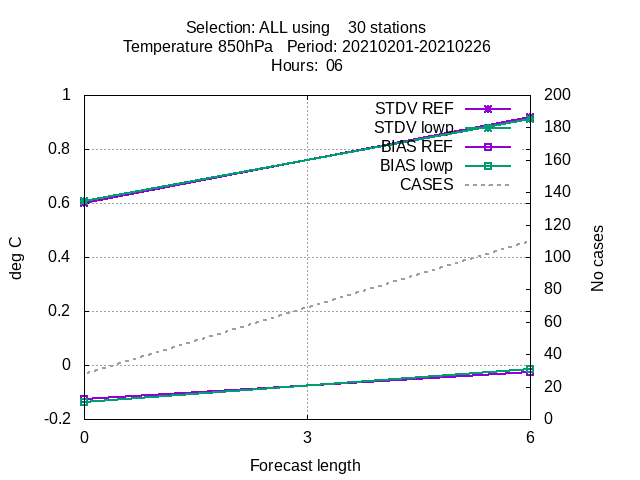 Selection: ALL using    30 stations
Temperature 850hPa   Period: 20210201-20210226
Hours:  06
1
0.8
0.6
0.4
0.2
0
-0.2
200
180
160
140
120
100
80
60
40
20
0
STDV REF
STDV lowp
BIAS REF
BIAS lowp
CASES
deg C
No cases
0
3
6
Forecast length